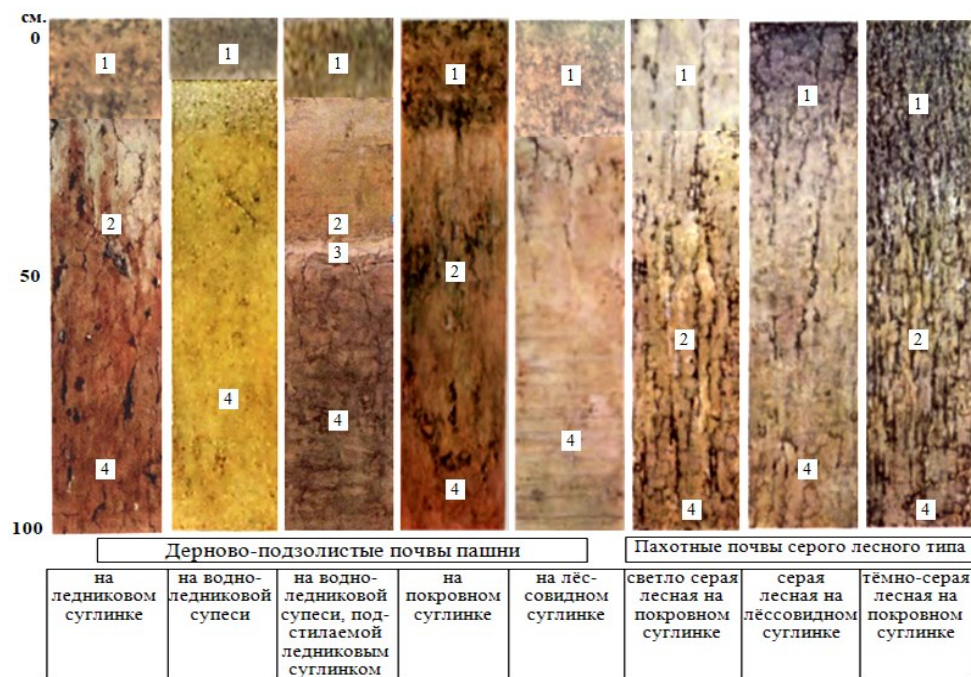 см.
0
50
100
1
2
4
1
4
1
2
3
4
1
2
4
1
4
1
2
4
1
4
1
2
4
Дерново-подзолистые почвы пашни
Пахотные почвы серого лесного типа
на
ледниковом
суглинке
на водно-
ледниковой
супеси
на водно-
ледниковой
супеси, под-
стилаемой
ледниковым
суглинком
на
покровном
суглинке
на лёс-
совидном
суглинке
светло серая
лесная на
покровном
суглинке
серая
лесная на
лёссовидном
суглинке
тёмно-серая
лесная на
покровном
суглинке